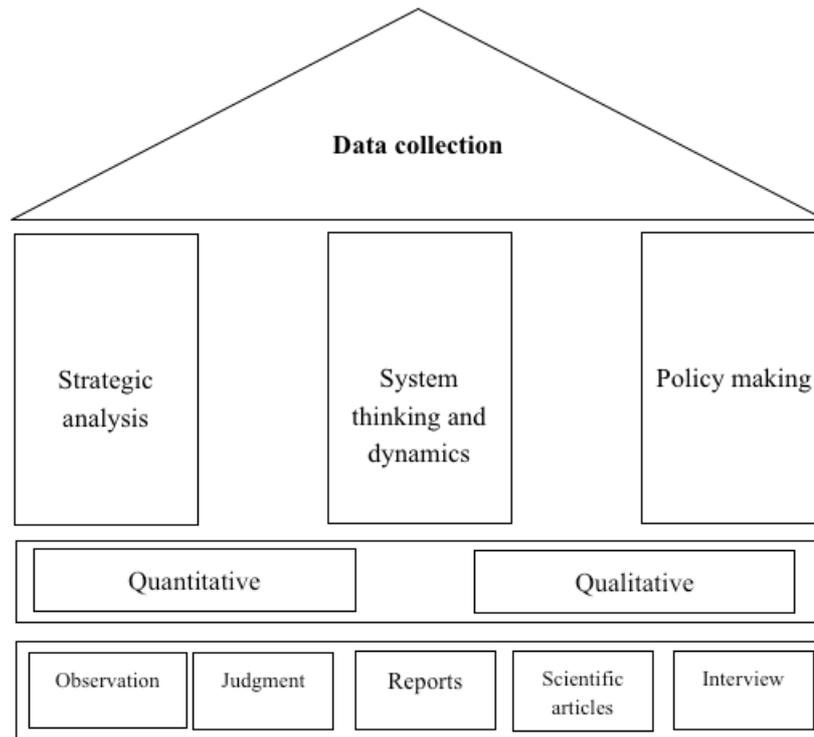 Data collection
Strategic
analysis
System
thinking and
dynamics
Policy making
Quantitative
Qualitative
Observation
Judgment
Reports
Scientific
articles
Interview